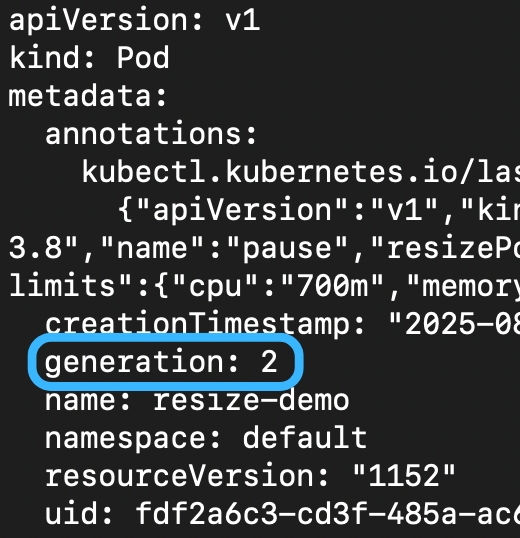 apiVersion: v1
kind: Pod
metadata:
  annotations:
    kubectl.kubernetes.io/las
      {"apiVersion":"v1","kin
3.8","name":"pause","resizePo
limits":{"cpu":"700m","memory
  creationTimestamp: "2025-08
  generation: 2
  name: resize-demo
  namespace: default
  resourceVersion: "1152"
  uid: fdf2a6c3-cd3f-485a-ac6